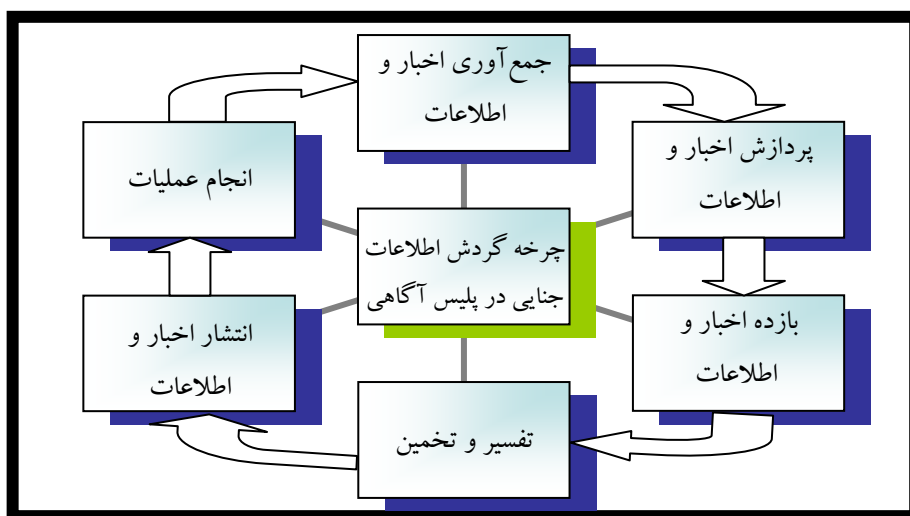 جمع‌آوری اخبار و
اطلاعات
پردازش اخبار و
اطلاعات
بازده اخبار و
اطلاعات
تفسیر و تخمین
انتشار اخبار و
اطلاعات
انجام عملیات
چرخه گردش اطلاعات
جنایی در پلیس آگاهی